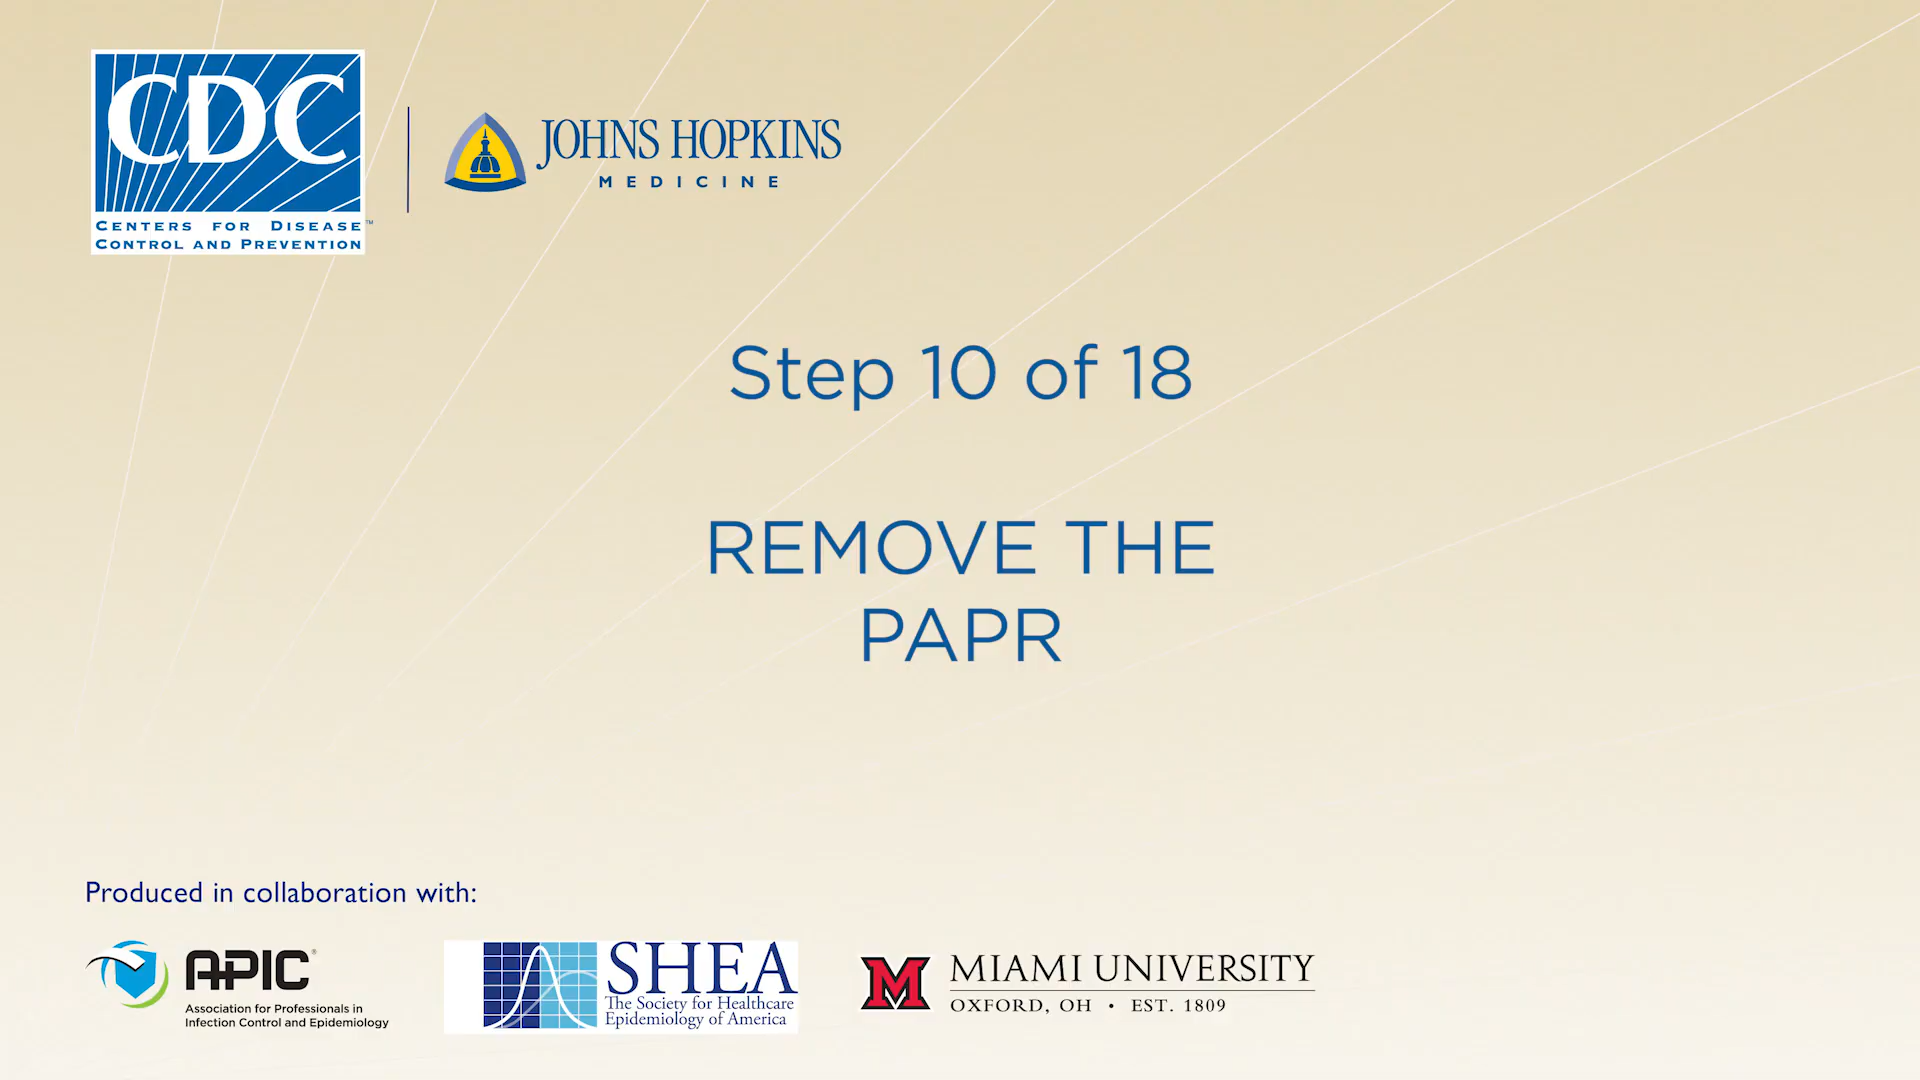 CDC
CENTERS FOR DISEASE™
CONTROL AND PREVENTION
JOHNS HOPKINS
MEDICINE
Step 10 of 18
REMOVE THE
PAPR
Produced in collaboration with:
APIC®
Association for Professionals in
Infection Control and Epidemiology
SHEA
The Society for Healthcare
Epidemiology of America
M
MIAMI UNIVERSITY
OXFORD, OH • EST. 1809